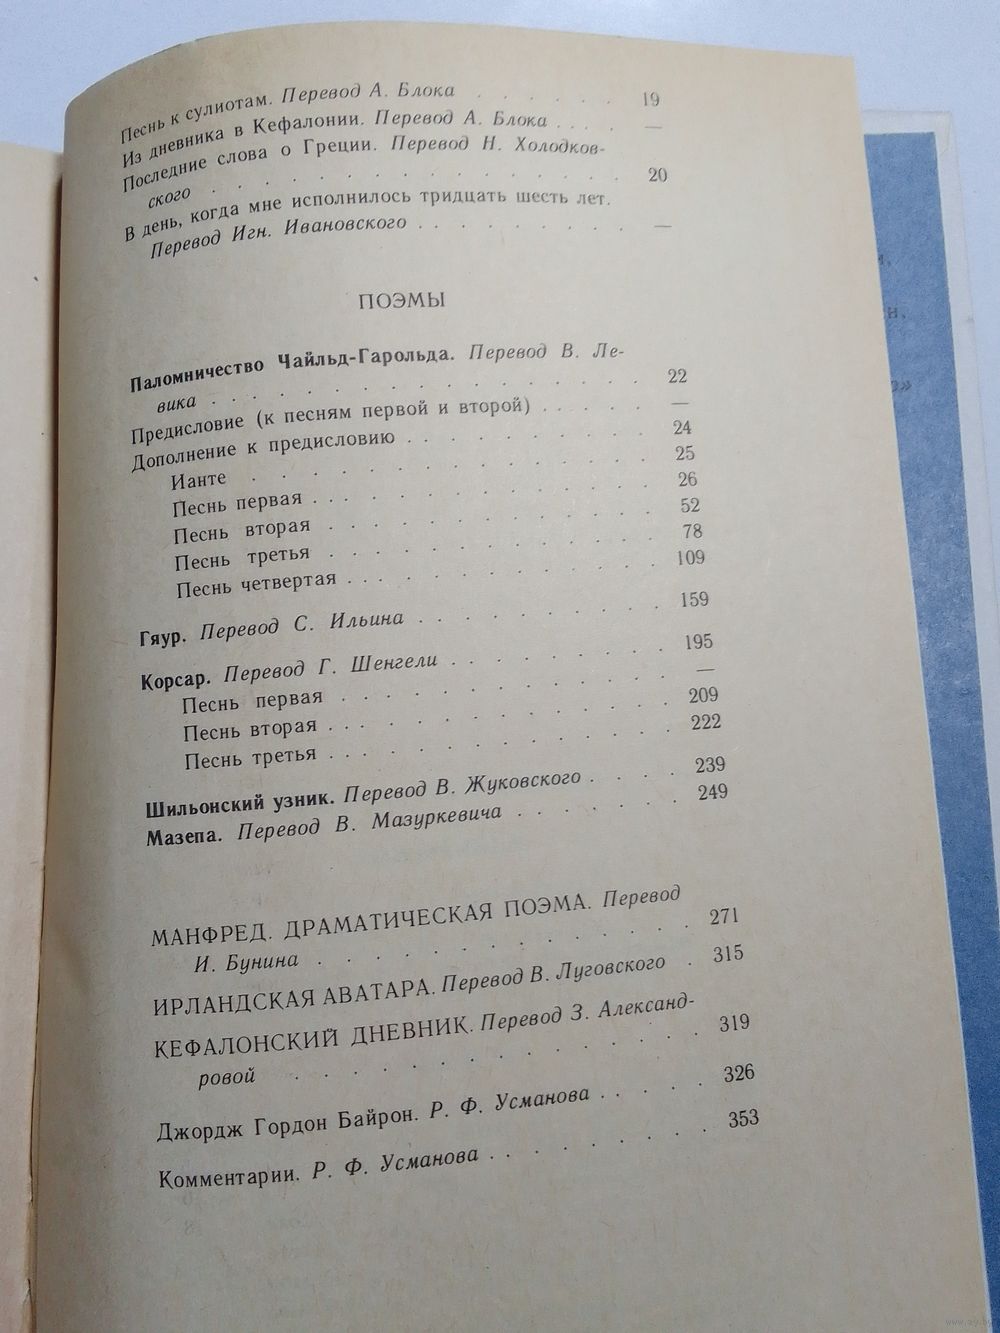 Песнь к сулиотам. Перевод А. Блока . . . . . . 19
Из дневника в Кефалонии. Перевод А. Блока . . . . —
Последние слова о Греции. Перевод Н. Холодков-
ского . . . . . . . . . . . . . . . 20
В день, когда мне исполнилось тридцать шесть лет.
Перевод Игн. Ивановского . . . . . . . . —
ПОЭМЫ
Паломничество Чайльд-Гарольда. Перевод В. Ле-
вика . . . . . . . . . . . . . . . 22
Предисловие (к песням первой и второй) . . . . . —
Дополнение к предисловию . . . . . . . . . 24
Ианте . . . . . . . . . . . . . 25
Песнь первая . . . . . . . . . . . . 26
Песнь вторая . . . . . . . . . . . . 52
Песнь третья . . . . . . . . . . . . 78
Песнь четвертая . . . . . . . . . . . 109
Гяур. Перевод С. Ильина . . . . . . . . . 159
Корсар. Перевод Г. Шенгели . . . . . . . . 195
Песнь первая . . . . . . . . . . . . —
Песнь вторая . . . . . . . . . . . . 209
Песнь третья . . . . . . . . . . . . 222
Шильонский узник. Перевод В. Жуковского . . . . 239
Мазепа. Перевод В. Мазуркевича . . . . . . 249
МАНФРЕД. ДРАМАТИЧЕСКАЯ ПОЭМА. Перевод
И. Бунина . . . . . . . . . . . . . 271
ИРЛАНДСКАЯ АВАТАРА. Перевод В. Луговского . 315
КЕФАЛОНСКИЙ ДНЕВНИК. Перевод З. Александ-
ровой . . . . . . . . . . . . . . 319
Джордж Гордон Байрон. Р. Ф. Усманова . . . . . 326
Комментарии. Р. Ф. Усманова . . . . . . . . 353